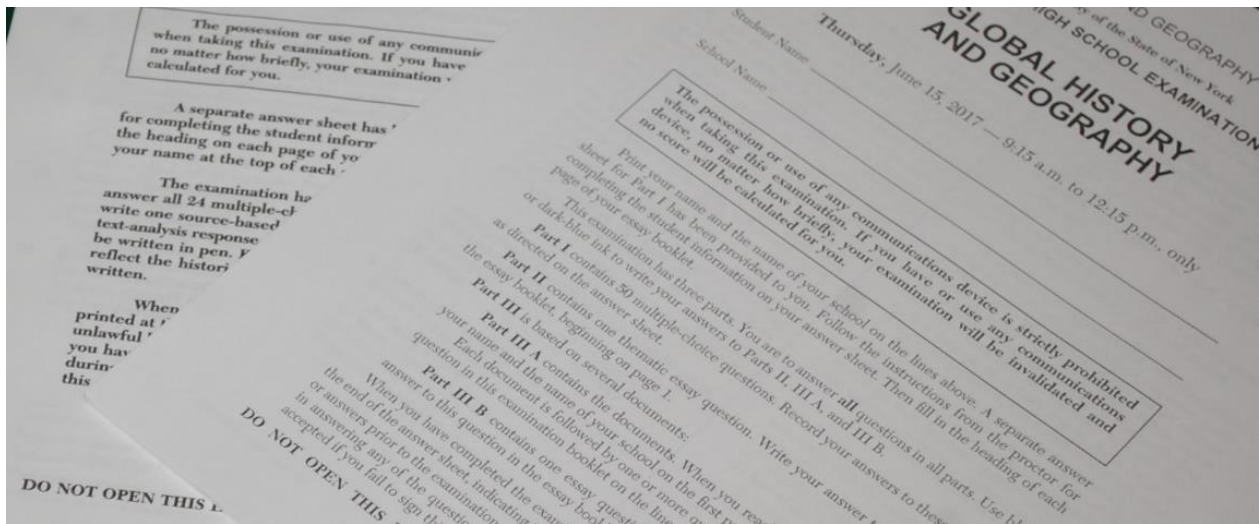 The possession or use of any
when taking this examination. If you have
no matter how briefly, your examination
calculated for you.
A separate answer sheet has
for completing the student
the heading on each page of
your name at the top of each
The examination
answer all 24
write one source-based
text-analysis response
be written in pen.
reflect the
written.
When
printed at
unlawful
you
this
DO NOT OPEN THIS
AND GEOGRAPHY
of the State of New York
HIGH SCHOOL EXAMINATION
GLOBAL HISTORY
AND GEOGRAPHY
Thursday, June 15, 2017 — 9:15 a.m. to 12:15 p.m., only
Student Name
School Name
The possession or use of any communications device is strictly prohibited
when taking this examination. If you have or use any communications
device, no matter how briefly, your examination will be invalidated and
no score will be calculated for you.
Print your name and the name of your school on the lines above. A separate answer
sheet for Part I has been provided to you. Follow the instructions from the proctor for
completing the student information on your answer sheet. Then fill in the heading of each
page of your essay booklet.
This examination has three parts. You are to answer all questions in all parts. Use
or dark-blue ink to write your answers to Parts II, III A, and III B.
Part I contains 50 multiple-choice questions. Record your answers to these
as directed on the answer sheet.
Part II contains one thematic essay question. Write your answer
the essay booklet, beginning on page 1.
Part III is based on several documents:
Part III A contains the documents. When you
your name and the name of your school on the first
Each document is followed by one or more
question in this examination booklet on the
Part III B contains one essay
answer to this question in the essay
When you have completed the
the end of the answer sheet, indicating
or answers prior to the examination
in answering any of the
accepted if you fail to sign
DO NOT OPEN THIS